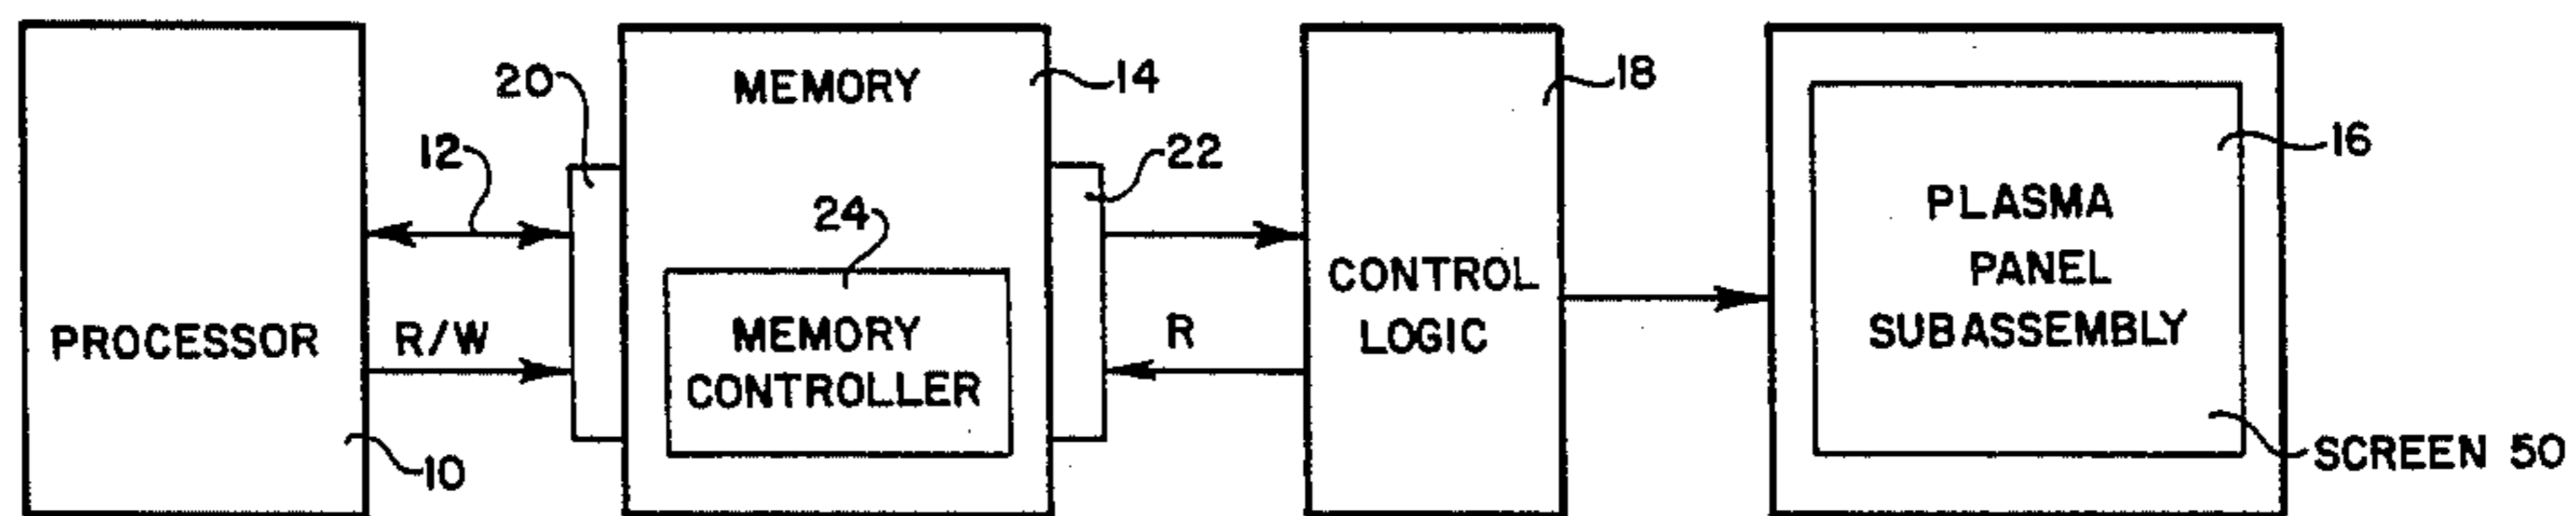 PROCESSOR
10
12
R/W
20
MEMORY
14
24
MEMORY
CONTROLLER
22
R
CONTROL
LOGIC
18
PLASMA
PANEL
SUBASSEMBLY
16
SCREEN 50